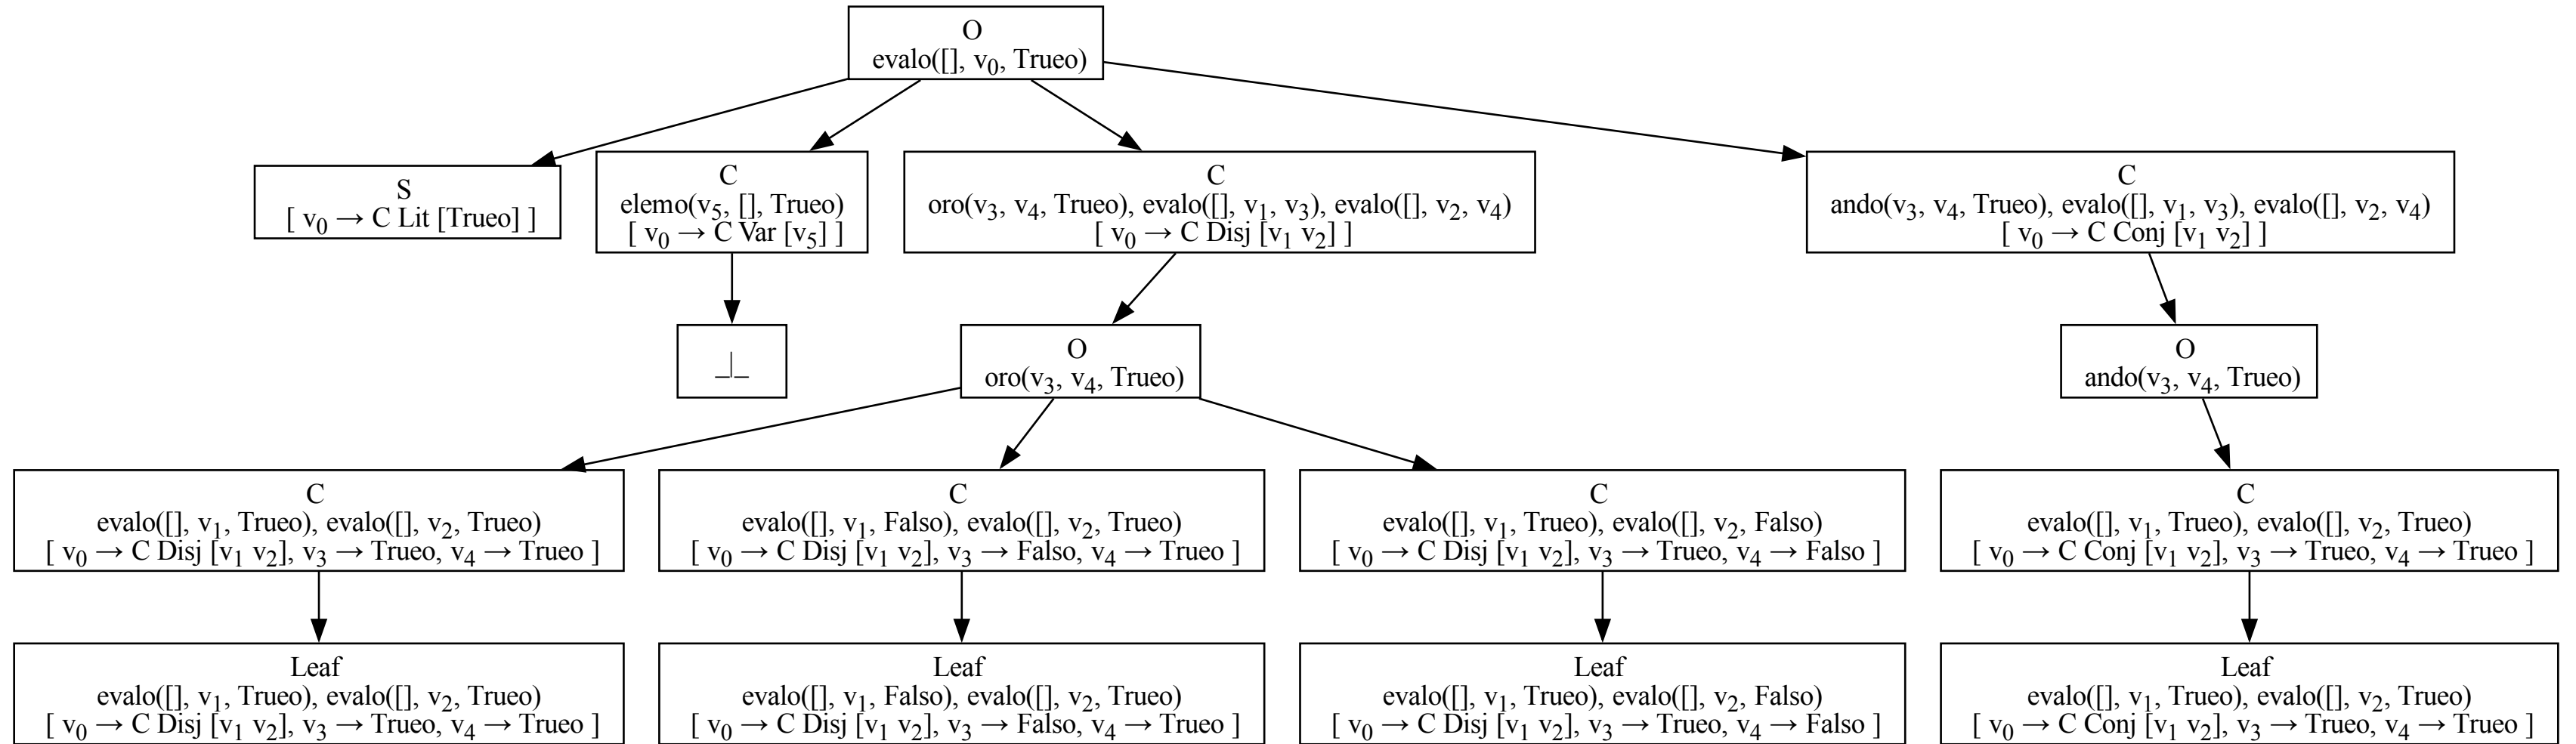 O
evalo([], v₀, Trueo)
S
[ v₀ → C Lit [Trueo] ]
C
elemo(v₅, [], Trueo)
[ v₀ → C Var [v₅] ]
C
oro(v₃, v₄, Trueo), evalo([], v₁, v₃), evalo([], v₂, v₄)
[ v₀ → C Disj [v₁ v₂] ]
C
ando(v₃, v₄, Trueo), evalo([], v₁, v₃), evalo([], v₂, v₄)
[ v₀ → C Conj [v₁ v₂] ]
_|_
O
oro(v₃, v₄, Trueo)
O
ando(v₃, v₄, Trueo)
C
evalo([], v₁, Trueo), evalo([], v₂, Trueo)
[ v₀ → C Disj [v₁ v₂], v₃ → Trueo, v₄ → Trueo ]
C
evalo([], v₁, Falso), evalo([], v₂, Trueo)
[ v₀ → C Disj [v₁ v₂], v₃ → Falso, v₄ → Trueo ]
C
evalo([], v₁, Trueo), evalo([], v₂, Falso)
[ v₀ → C Disj [v₁ v₂], v₃ → Trueo, v₄ → Falso ]
C
evalo([], v₁, Trueo), evalo([], v₂, Trueo)
[ v₀ → C Conj [v₁ v₂], v₃ → Trueo, v₄ → Trueo ]
Leaf
evalo([], v₁, Trueo), evalo([], v₂, Trueo)
[ v₀ → C Disj [v₁ v₂], v₃ → Trueo, v₄ → Trueo ]
Leaf
evalo([], v₁, Falso), evalo([], v₂, Trueo)
[ v₀ → C Disj [v₁ v₂], v₃ → Falso, v₄ → Trueo ]
Leaf
evalo([], v₁, Trueo), evalo([], v₂, Falso)
[ v₀ → C Disj [v₁ v₂], v₃ → Trueo, v₄ → Falso ]
Leaf
evalo([], v₁, Trueo), evalo([], v₂, Trueo)
[ v₀ → C Conj [v₁ v₂], v₃ → Trueo, v₄ → Trueo ]